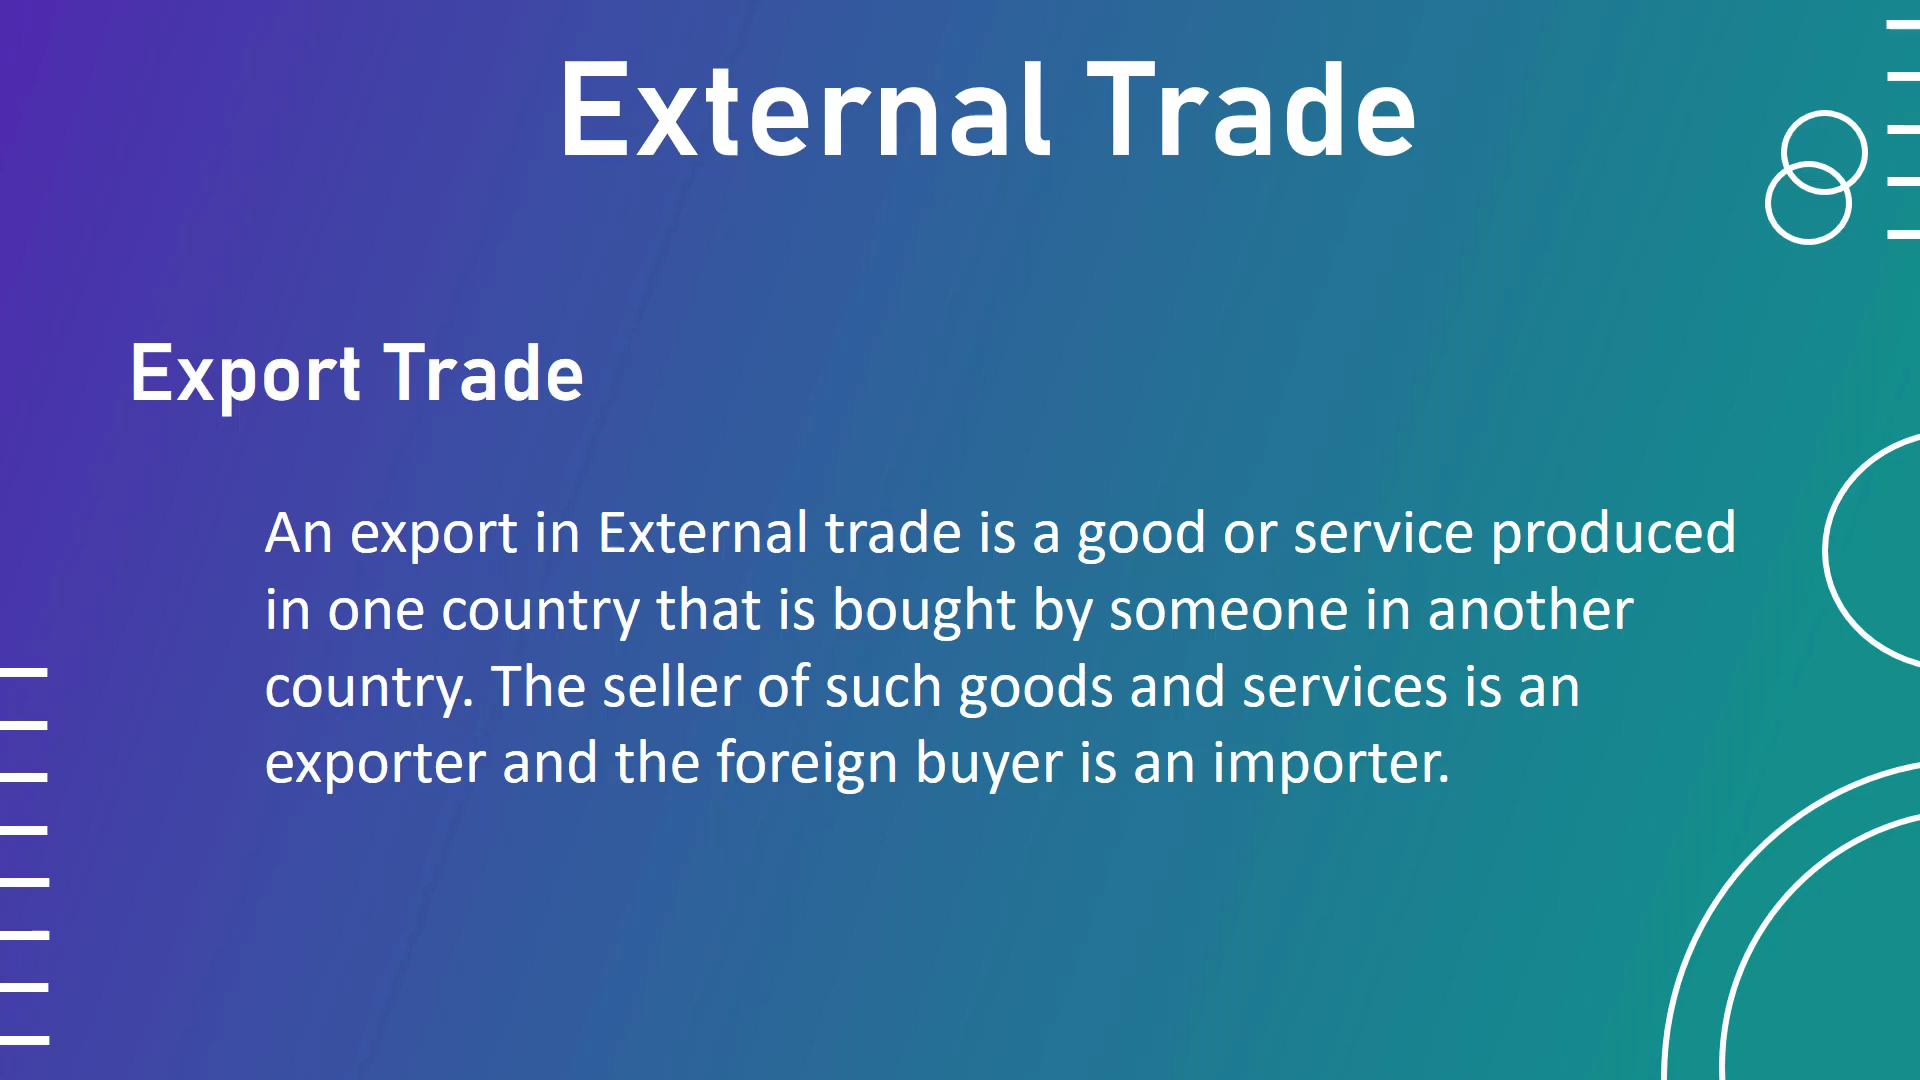 External Trade
Export Trade
An export in External trade is a good or service produced
in one country that is bought by someone in another
country. The seller of such goods and services is an
exporter and the foreign buyer is an importer.